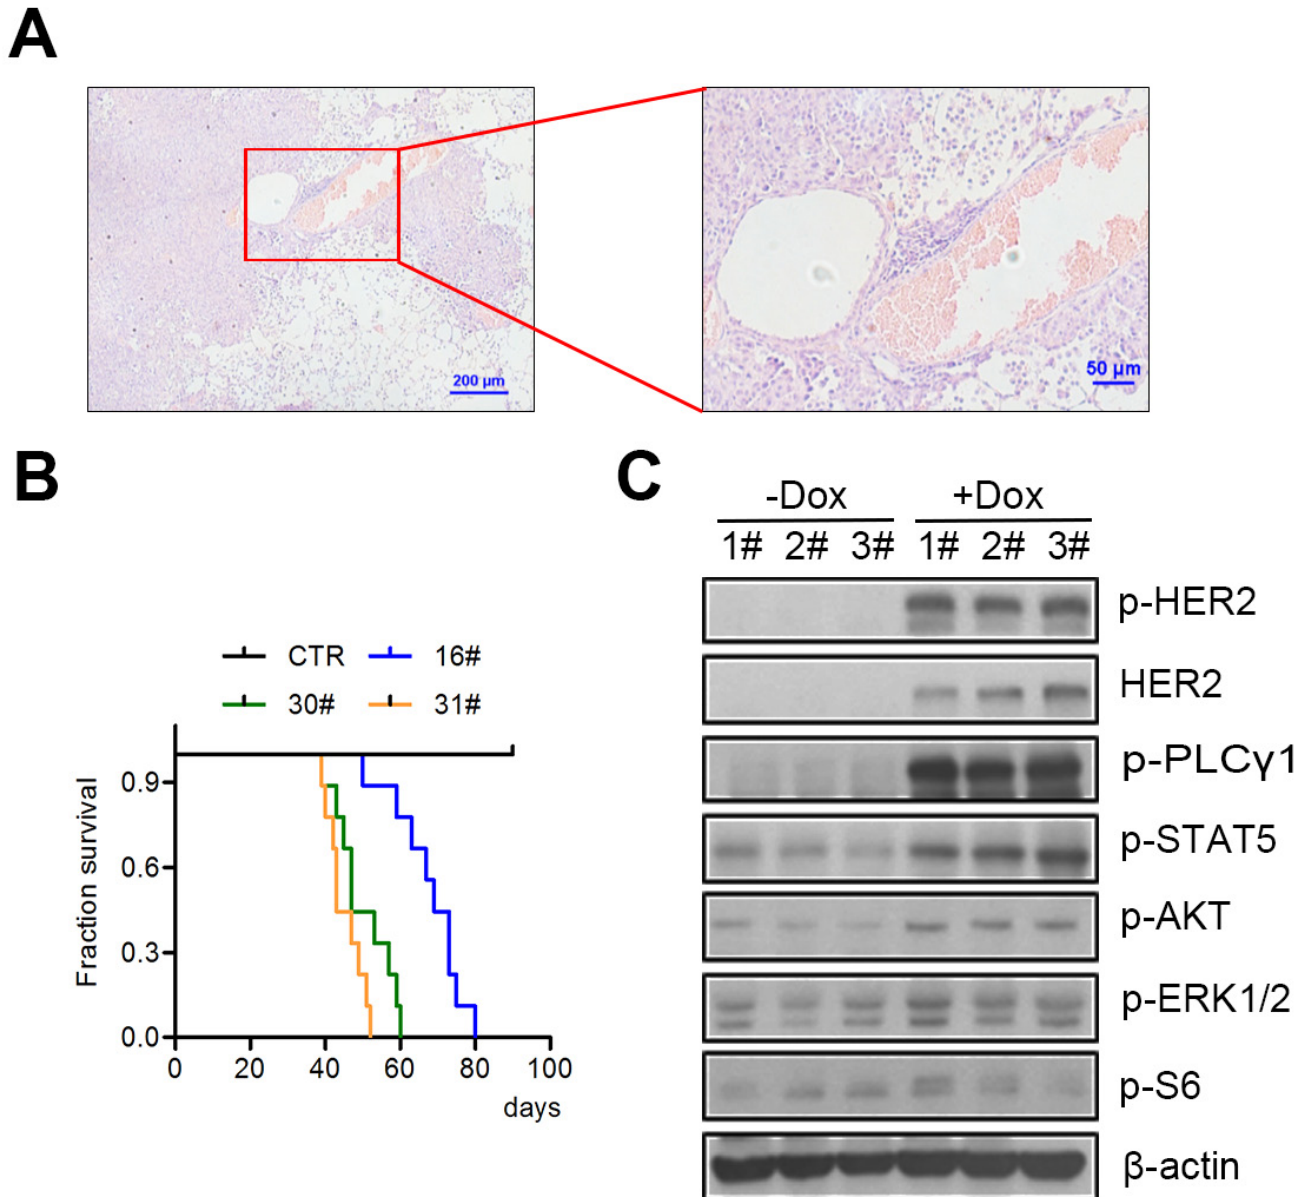 A
200 µm
50 µm
B
CTR 16#
30# 31#
Fraction survival
0.9
0.6
0.3
0.0
0 20 40 60 80 100
days
C
-Dox +Dox
1# 2# 3# 1# 2# 3#
p-HER2
HER2
p-PLCγ1
p-STAT5
p-AKT
p-ERK1/2
p-S6
β-actin